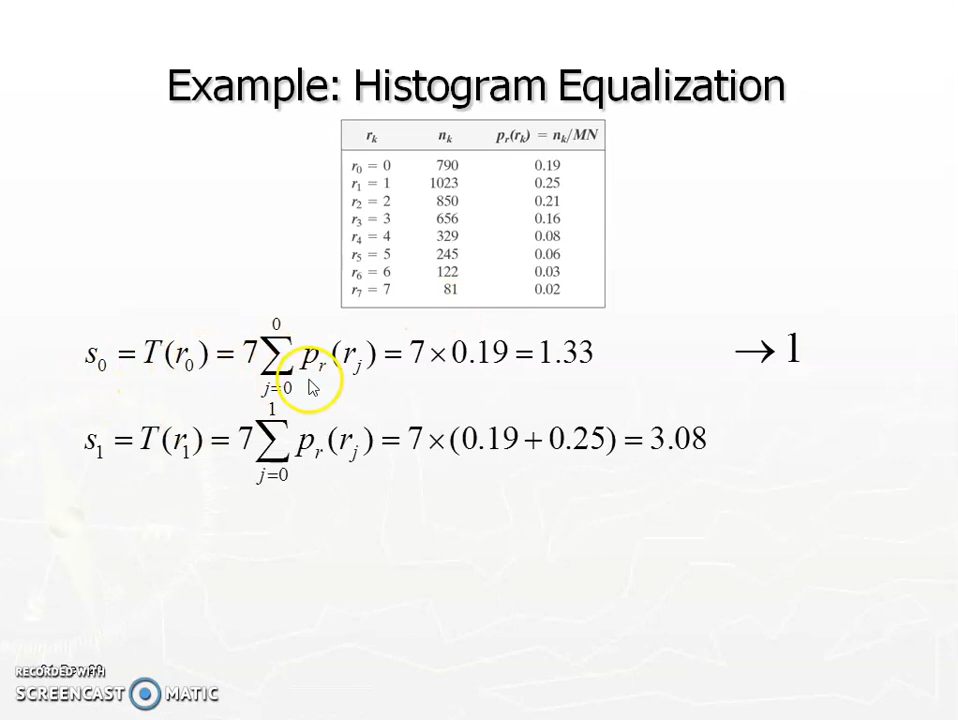 Example: Histogram Equalization
r_k n_k p_r(r_k) = n_k/MN
r_0 = 0 790 0.19
r_1 = 1 1023 0.25
r_2 = 2 850 0.21
r_3 = 3 656 0.16
r_4 = 4 329 0.08
r_5 = 5 245 0.06
r_6 = 6 122 0.03
r_7 = 7 81 0.02
s_0 = T(r_0) = 7 ∑_{j=0}^{0} p_r(r_j) = 7 × 0.19 = 1.33 → 1
s_1 = T(r_1) = 7 ∑_{j=0}^{1} p_r(r_j) = 7 × (0.19 + 0.25) = 3.08
RECORDED WITH
SCREENCAST MATIC